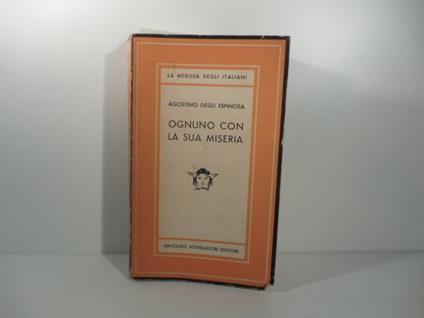 LA MEDUSA DEGLI ITALIANI
AGOSTINO DEGLI ESPINOSA
OGNUNO CON
LA SUA MISERIA
ARNOLDO MONDADORI EDITORE